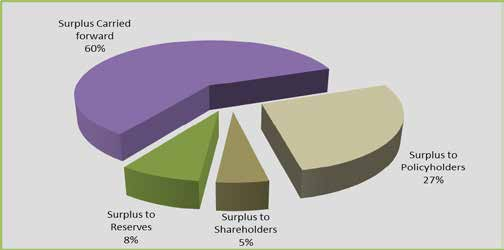 Surplus Carried
forward
60%
Surplus to
Policyholders
27%
Surplus to
Shareholders
5%
Surplus to
Reserves
8%